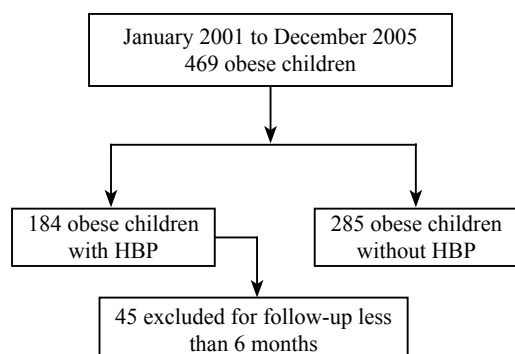 January 2001 to December 2005
469 obese children
184 obese children
with HBP
285 obese children
without HBP
45 excluded for follow-up less
than 6 months